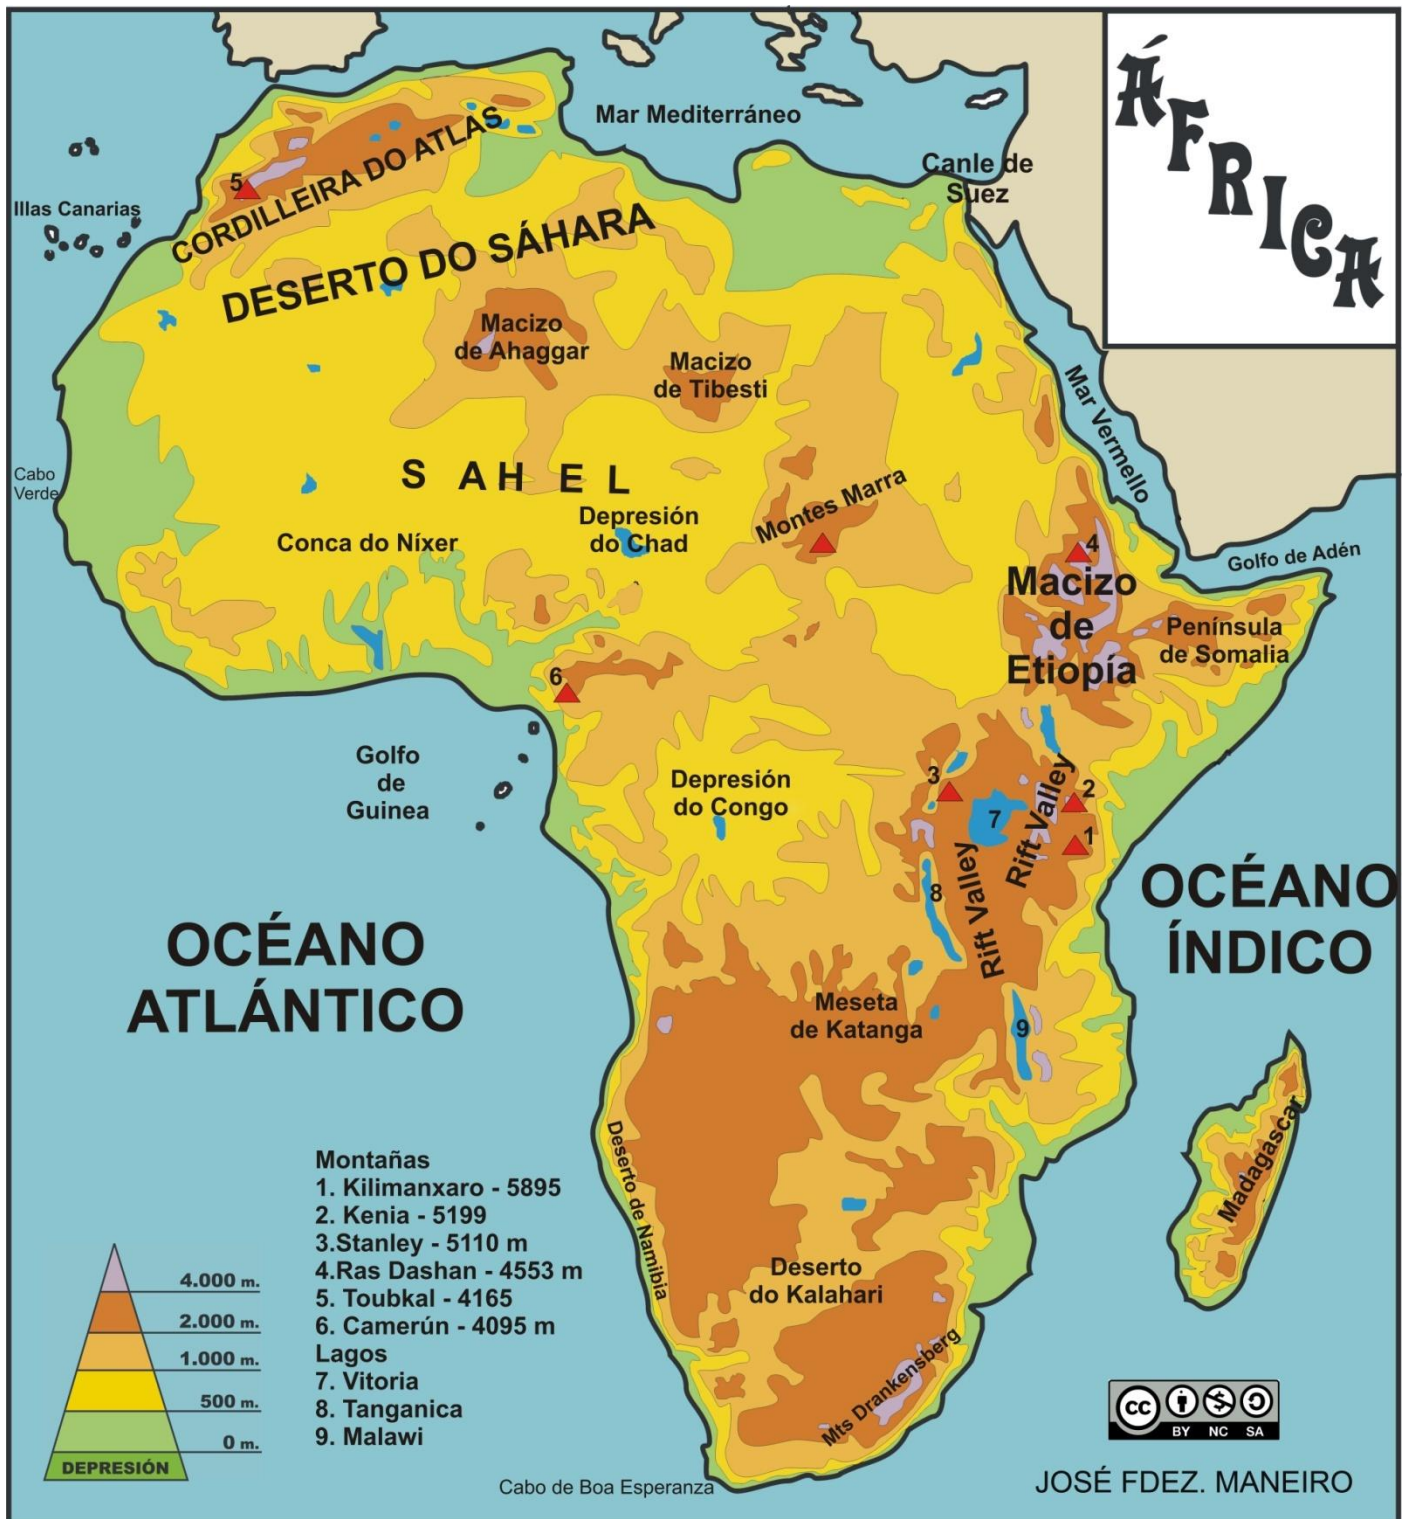 ÁFRICA
Mar Mediterráneo
Canle de
Suez
Illas Canarias
5
CORDILLEIRA DO ATLAS
DESERTO DO SÁHARA
Macizo
de Ahaggar
Macizo
de Tibesti
Mar Vermello
Cabo
Verde
SAHEL
Montes Marra
Conca do Níxer
Depresión
do Chad
4
Golfo de Adén
Macizo
de
Etiopía
Península
de Somalia
6
Golfo
de
Guinea
Depresión
do Congo
3
7
2
1
Rift Valley
8
Rift Valley
OCÉANO
ATLÁNTICO
OCÉANO
ÍNDICO
Meseta
de Katanga
9
Madagascar
Deserto de Namibia
Deserto
do Kalahari
Mts Drankensberg
Cabo de Boa Esperanza
Montañas
1. Kilimanxaro - 5895
2. Kenia - 5199
3.Stanley - 5110 m
4.Ras Dashan - 4553 m
5. Toubkal - 4165
6. Camerún - 4095 m
Lagos
7. Vitoria
8. Tanganica
9. Malawi
4.000 m.
2.000 m.
1.000 m.
500 m.
0 m.
DEPRESIÓN
cc
BY NC SA
JOSÉ FDEZ. MANEIRO